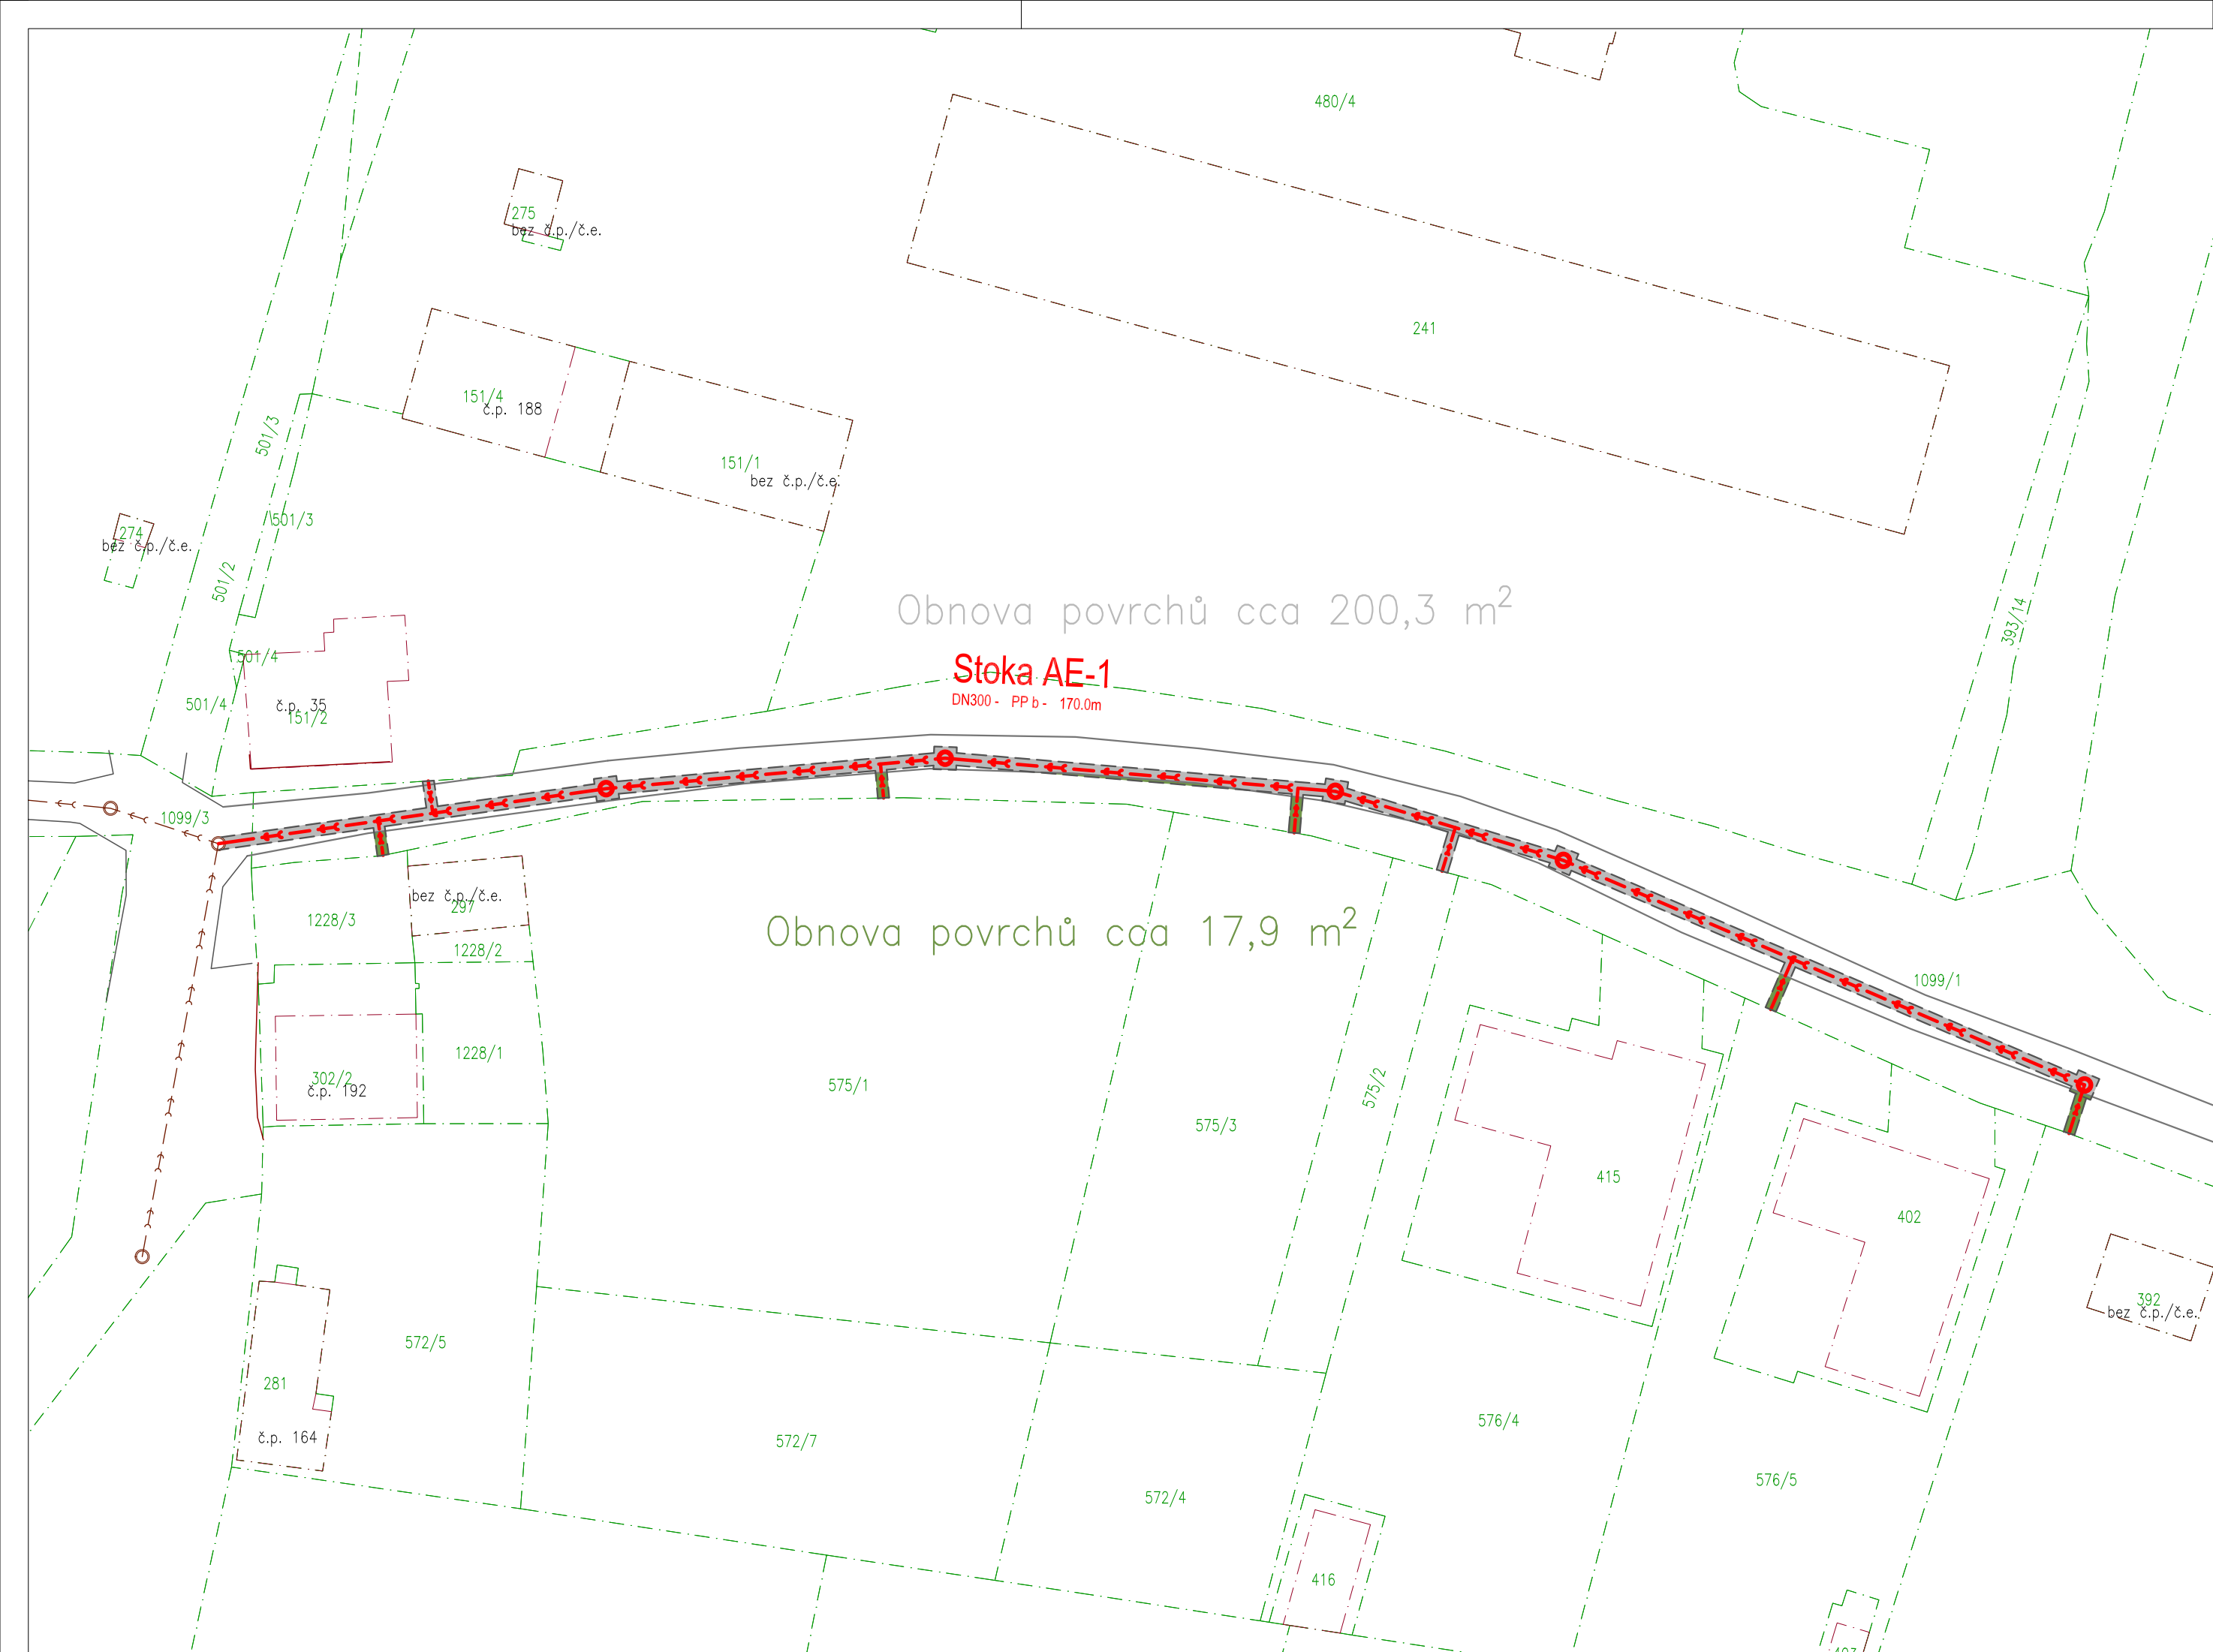 480/4
275
bez č.p./č.e.
241
151/4
č.p. 188
501/3
151/1
bez č.p./č.e.
501/3
274
bez č.p./č.e.
501/2
Obnova povrchů cca 200,3 m²
393/14
501/4
Stoka AE-1
DN300 - PP b - 170.0m
501/4
č.p. 35
151/2
1099/3
bez č.p./č.e.
297
1228/3
Obnova povrchů cca 17,9 m²
1228/2
1099/1
1228/1
302/2
č.p. 192
575/1
575/2
575/3
415
402
392
bez č.p./č.e.
572/5
281
č.p. 164
572/7
576/4
576/5
572/4
416